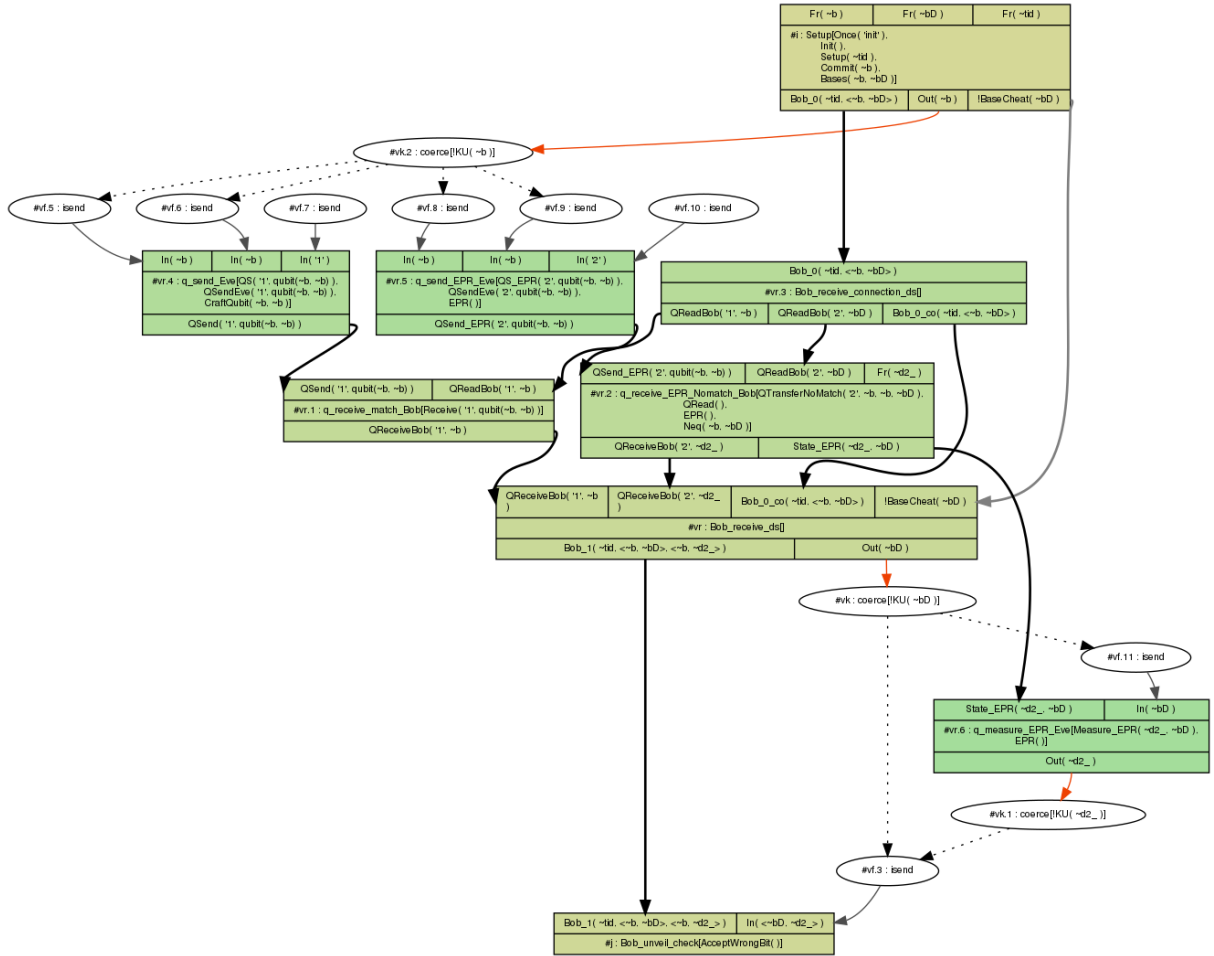 Fr( ~b ) Fr( ~bD ) Fr( ~tid )
#i : Setup[Once( 'init' ),
Init( ),
Setup( ~tid ),
Commit( ~b ),
Bases( ~b, ~bD )]
Bob_0( ~tid, <~b, ~bD> ) Out( ~b ) !BaseCheat( ~bD )
#vk.2 : coerce[!KU( ~b )]
#vf.5 : isend #vf.6 : isend #vf.7 : isend #vf.8 : isend #vf.9 : isend #vf.10 : isend
In( ~b ) In( ~b ) In( '1' )
#vr.4 : q_send_Eve[QS( '1', qubit(~b, ~b) ),
QSendEve( '1', qubit(~b, ~b) ),
CraftQubit( ~b, ~b )]
QSend( '1', qubit(~b, ~b) )
In( ~b ) In( ~b ) In( '2' )
#vr.5 : q_send_EPR_Eve[QS_EPR( '2', qubit(~b, ~b) ),
QSendEve( '2', qubit(~b, ~b) ),
EPR( )]
QSend_EPR( '2', qubit(~b, ~b) )
Bob_0( ~tid, <~b, ~bD> )
#vr.3 : Bob_receive_connection_ds[]
QReadBob( '1', ~b ) QReadBob( '2', ~bD ) Bob_0_co( ~tid, <~b, ~bD> )
QSend( '1', qubit(~b, ~b) ) QReadBob( '1', ~b )
#vr.1 : q_receive_match_Bob[Receive( '1', qubit(~b, ~b) )]
QReceiveBob( '1', ~b )
QSend_EPR( '2', qubit(~b, ~b) ) QReadBob( '2', ~bD ) Fr( ~d2_ )
#vr.2 : q_receive_EPR_Nomatch_Bob[QTransferNoMatch( '2', ~b, ~b, ~bD ),
QRead( ),
EPR( ),
Neq( ~b, ~bD )]
QReceiveBob( '2', ~d2_ ) State_EPR( ~d2_, ~bD )
QReceiveBob( '1', ~b
) QReceiveBob( '2', ~d2_
) Bob_0_co( ~tid, <~b, ~bD> ) !BaseCheat( ~bD )
#vr : Bob_receive_ds[]
Bob_1( ~tid, <~b, ~bD>, <~b, ~d2_> ) Out( ~bD )
#vk : coerce[!KU( ~bD )]
#vf.11 : isend
State_EPR( ~d2_, ~bD ) In( ~bD )
#vr.6 : q_measure_EPR_Eve[Measure_EPR( ~d2_, ~bD ),
EPR( )]
Out( ~d2_ )
#vk.1 : coerce[!KU( ~d2_ )]
#vf.3 : isend
Bob_1( ~tid, <~b, ~bD>, <~b, ~d2_> ) In( <~bD, ~d2_> )
#j : Bob_unveil_check[AcceptWrongBit( )]